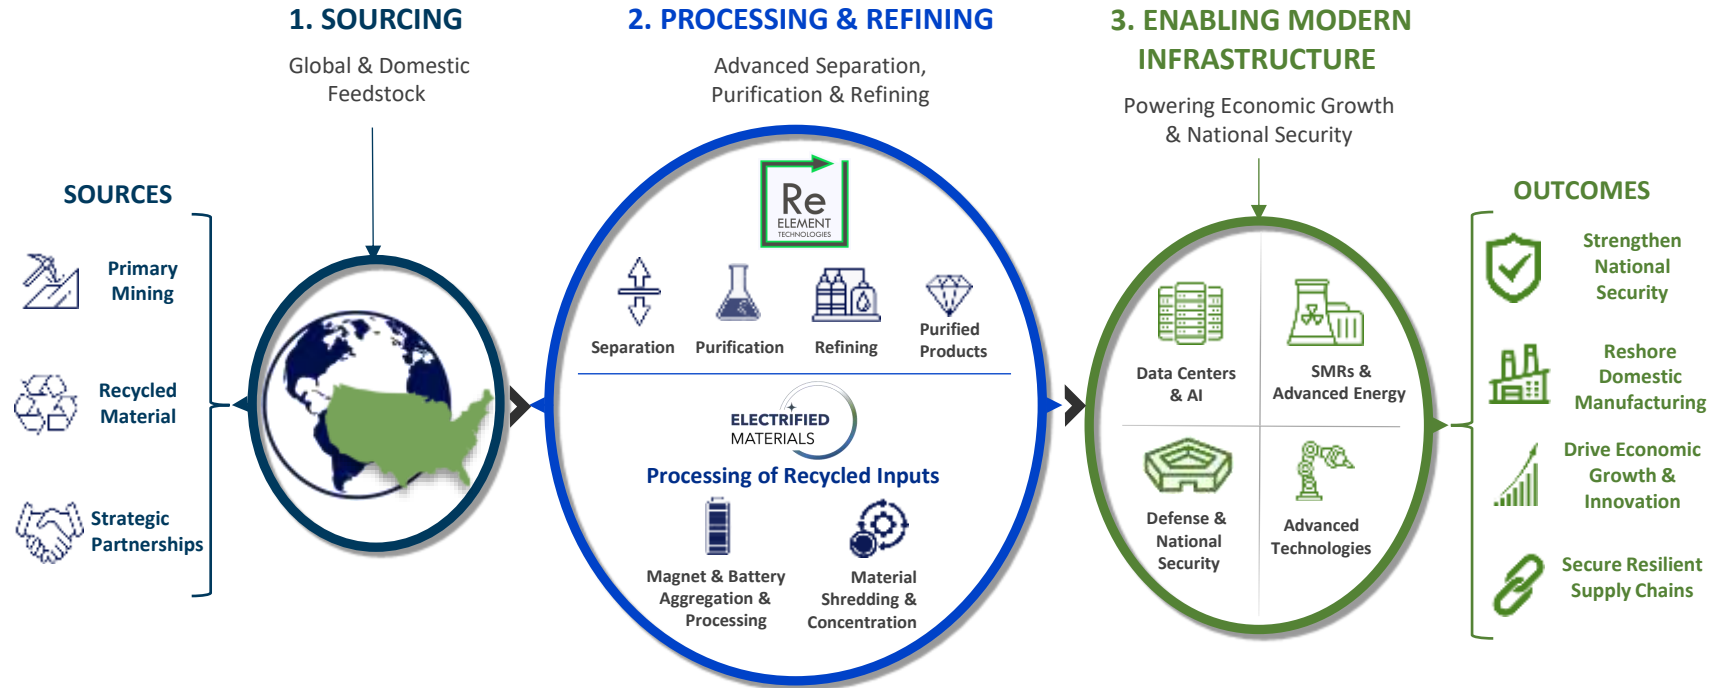 1. SOURCING
Global & Domestic
Feedstock
SOURCES
Primary
Mining
Recycled
Material
Strategic
Partnerships
2. PROCESSING & REFINING
Advanced Separation,
Purification & Refining
Re
ELEMENT
TECHNOLOGIES
Separation
Purification
Refining
Purified
Products
ELECTRIFIED
MATERIALS
Processing of Recycled Inputs
Magnet & Battery
Aggregation &
Processing
Material
Shredding &
Concentration
3. ENABLING MODERN
INFRASTRUCTURE
Powering Economic Growth
& National Security
Data Centers
& AI
SMRs &
Advanced Energy
Defense &
National
Security
Advanced
Technologies
OUTCOMES
Strengthen
National
Security
Reshore
Domestic
Manufacturing
Drive Economic
Growth &
Innovation
Secure Resilient
Supply Chains